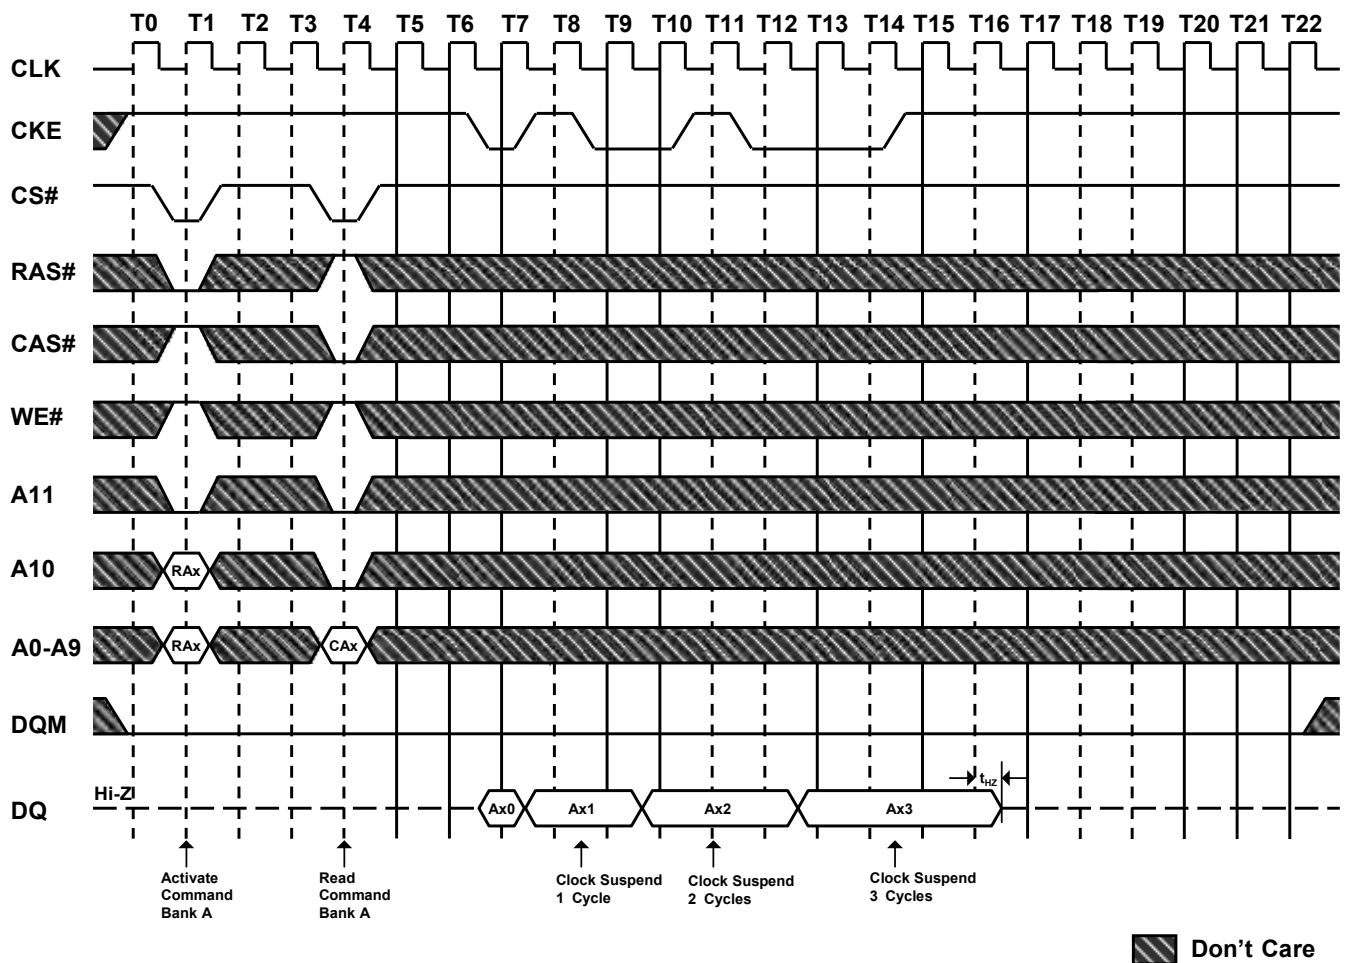 T0 T1 T2 T3 T4 T5 T6 T7 T8 T9 T10 T11 T12 T13 T14 T15 T16 T17 T18 T19 T20 T21 T22
CLK
CKE
CS#
RAS#
CAS#
WE#
A11
A10
RAx
A0-A9
RAx
CAx
DQM
Hi-Z
tHZ
DQ
Ax0
Ax1
Ax2
Ax3
Activate
Command
Bank A
Read
Command
Bank A
Clock Suspend
1 Cycle
Clock Suspend
2 Cycles
Clock Suspend
3 Cycles
Don't Care